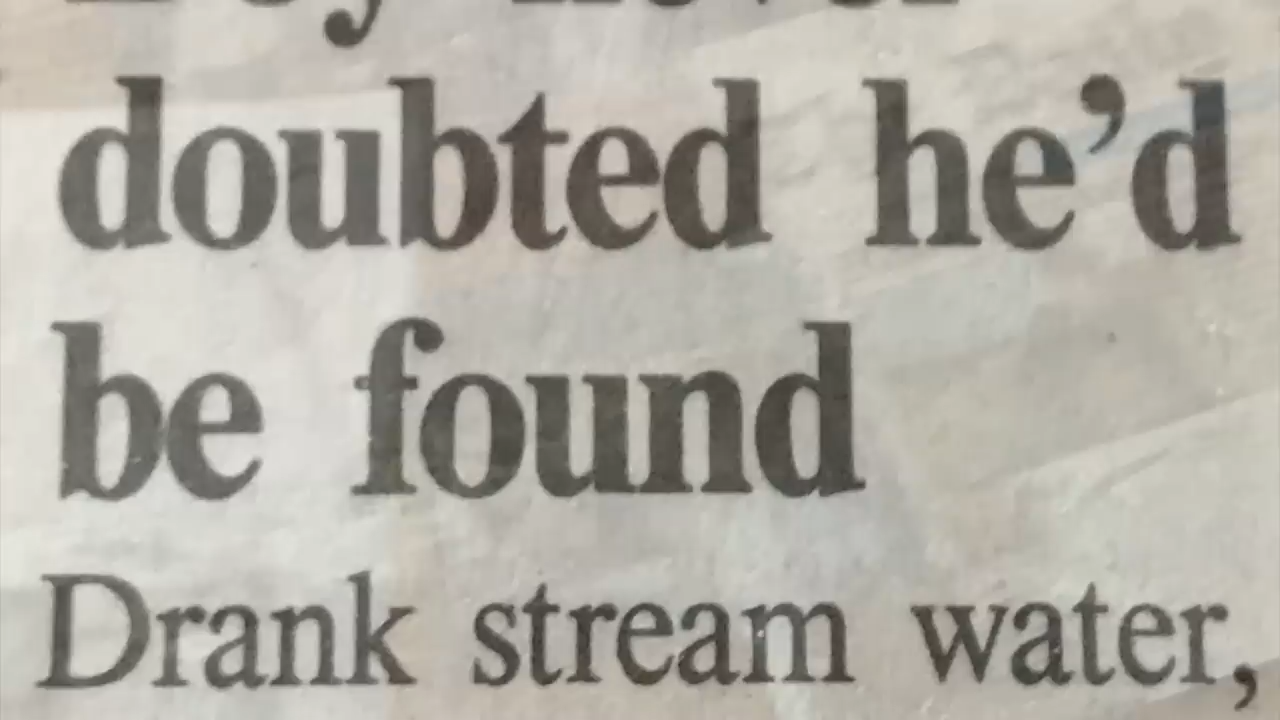 doubted he’d
be found
Drank stream water,